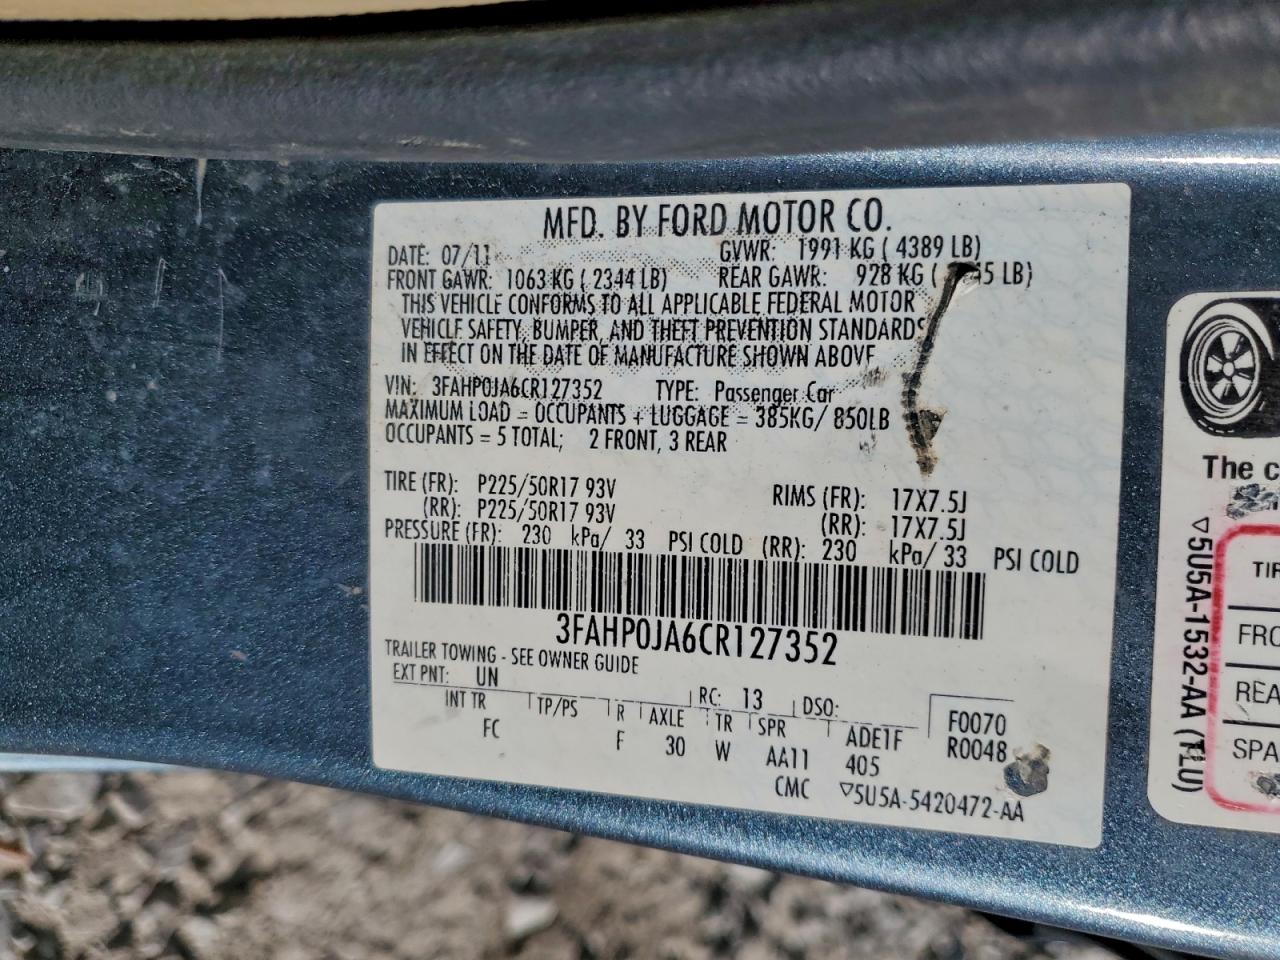 MFD. BY FORD MOTOR CO.
DATE: 07/11 GVWR: 1991 KG ( 4389 LB)
FRONT GAWR: 1063 KG ( 2344 LB) REAR GAWR: 928 KG ( 45 LB)
THIS VEHICLE CONFORMS TO ALL APPLICABLE FEDERAL MOTOR
VEHICLE SAFETY, BUMPER, AND THEFT PREVENTION STANDARDS
IN EFFECT ON THE DATE OF MANUFACTURE SHOWN ABOVE
VIN: 3FAHP0JA6CR127352 TYPE: Passenger Car
MAXIMUM LOAD = OCCUPANTS + LUGGAGE = 385KG/ 850LB
OCCUPANTS = 5 TOTAL; 2 FRONT, 3 REAR
TIRE (FR): P225/50R17 93V RIMS (FR): 17X7.5J
(RR): P225/50R17 93V (RR): 17X7.5J
PRESSURE (FR): 230 kPa/ 33 PSI COLD (RR): 230 kPa/ 33 PSI COLD
3FAHP0JA6CR127352
TRAILER TOWING - SEE OWNER GUIDE
EXT PNT: UN RC: 13 DSO:
INT TR TP/PS R AXLE TR SPR ADE1F F0070
FC F 30 W AA11 405 R0048
CMC ▽5U5A-5420472-AA
The c
▽5U5A-1532-AA (TLU)
TIR
FRO
REA
SPA